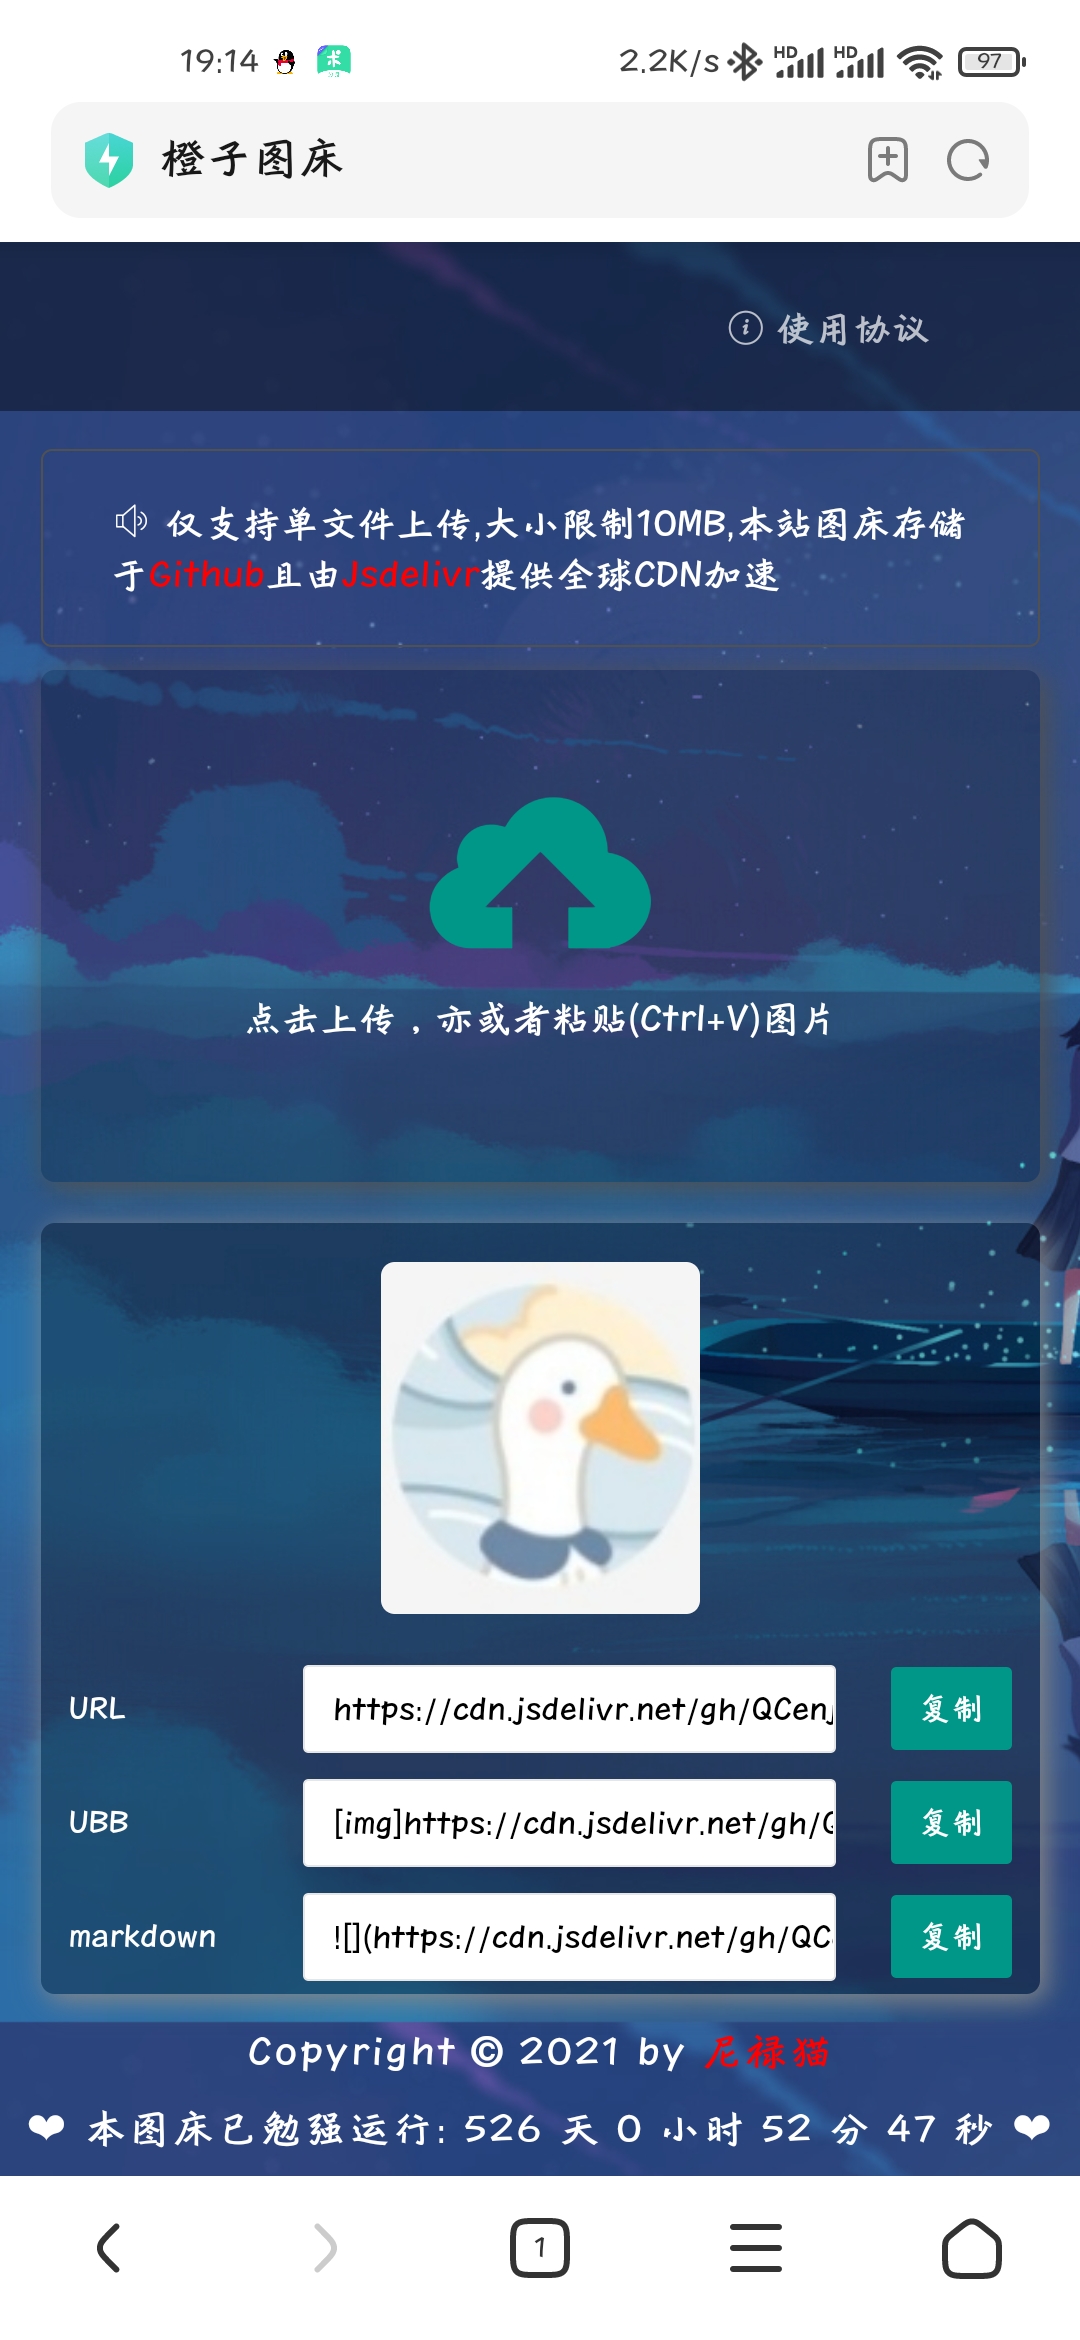 19:14
2.2K/s HD HD 97
橙子图床
使用协议
仅支持单文件上传,大小限制10MB,本站图床存储
于Github且由Jsdelivr提供全球CDN加速
点击上传，亦或者粘贴(Ctrl+V)图片
URL https://cdn.jsdelivr.net/gh/QCenj 复制
UBB [img]https://cdn.jsdelivr.net/gh/Q 复制
markdown ![](https://cdn.jsdelivr.net/gh/QC 复制
Copyright © 2021 by 尼禄猫
❤ 本图床已勉强运行: 526 天 0 小时 52 分 47 秒 ❤
1